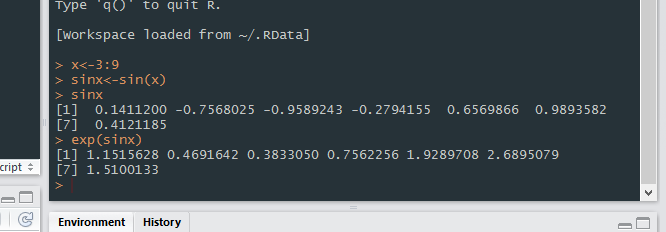 Type 'q()' to quit R.
[Workspace loaded from ~/.RData]
> x<-3:9
> sinx<-sin(x)
> sinx
[1]  0.1411200 -0.7568025 -0.9589243 -0.2794155  0.6569866  0.9893582
[7]  0.4121185
> exp(sinx)
[1] 1.1515628 0.4691642 0.3833050 0.7562256 1.9289708 2.6895079
[7] 1.5100133
>
cript
Environment History